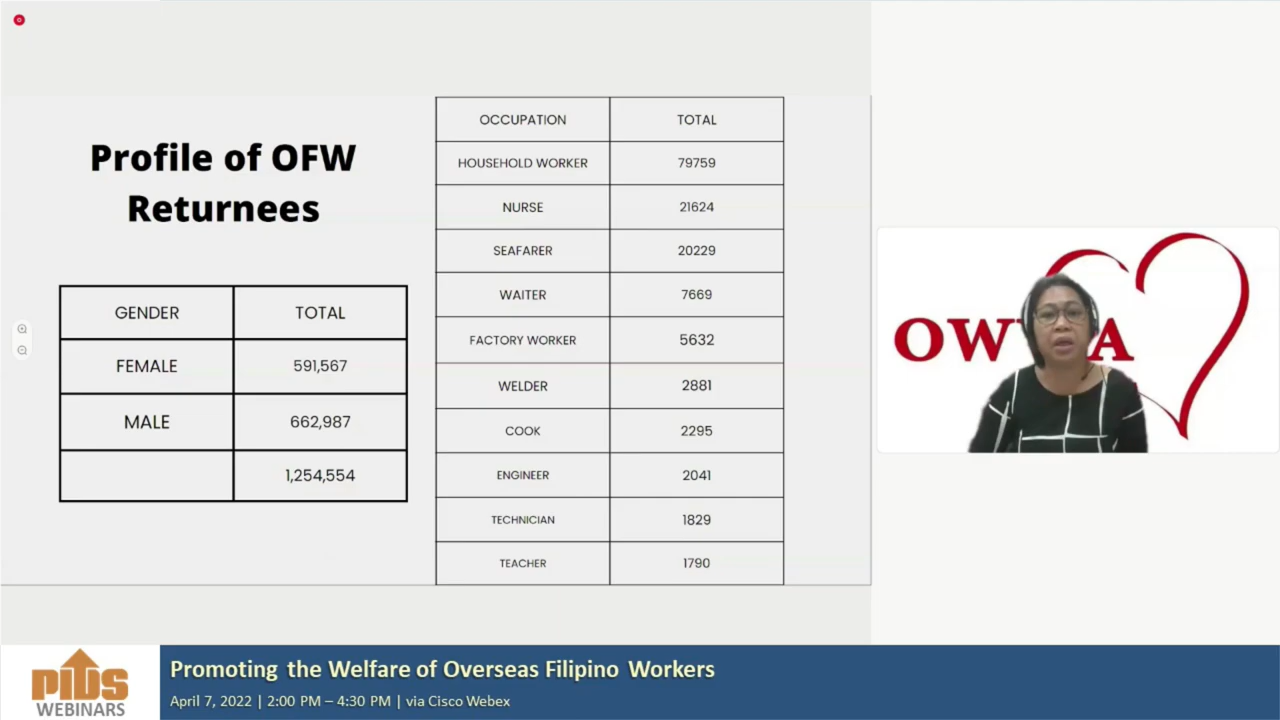 Profile of OFW
Returnees
GENDER TOTAL
FEMALE 591,567
MALE 662,987
1,254,554
OCCUPATION TOTAL
HOUSEHOLD WORKER 79759
NURSE 21624
SEAFARER 20229
WAITER 7669
FACTORY WORKER 5632
WELDER 2881
COOK 2295
ENGINEER 2041
TECHNICIAN 1829
TEACHER 1790
OW A
PIDS
WEBINARS
Promoting the Welfare of Overseas Filipino Workers
April 7, 2022 | 2:00 PM – 4:30 PM | via Cisco Webex